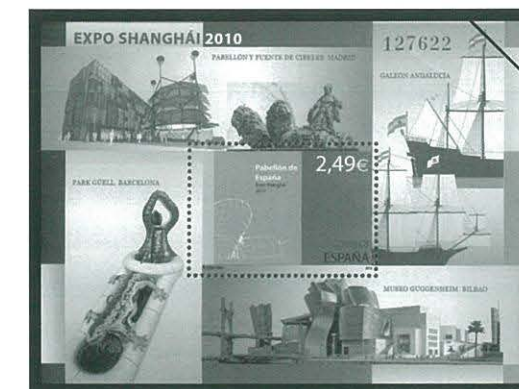 EXPO SHANGHÁI 2010
127622
PABELLÓN Y FUENTE DE CIBELES. MADRID
GALEÓN ANDALUCÍA
Pabellón de
España
2,49€
PARK GÜELL. BARCELONA
ESPAÑA
MUSEO GUGGENHEIM. BILBAO